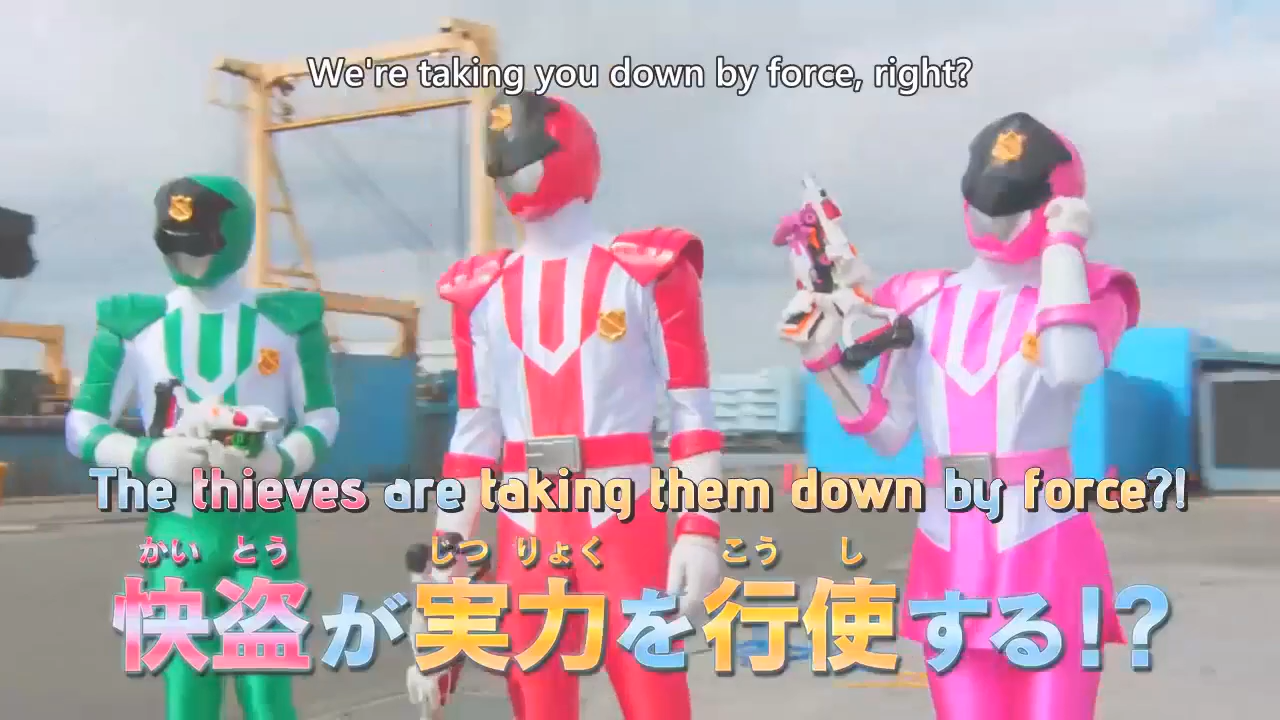 We're taking you down by force, right?
The thieves are taking them down by force?!
かい とう じつ りょく こう し
快盗が実力を行使する!?